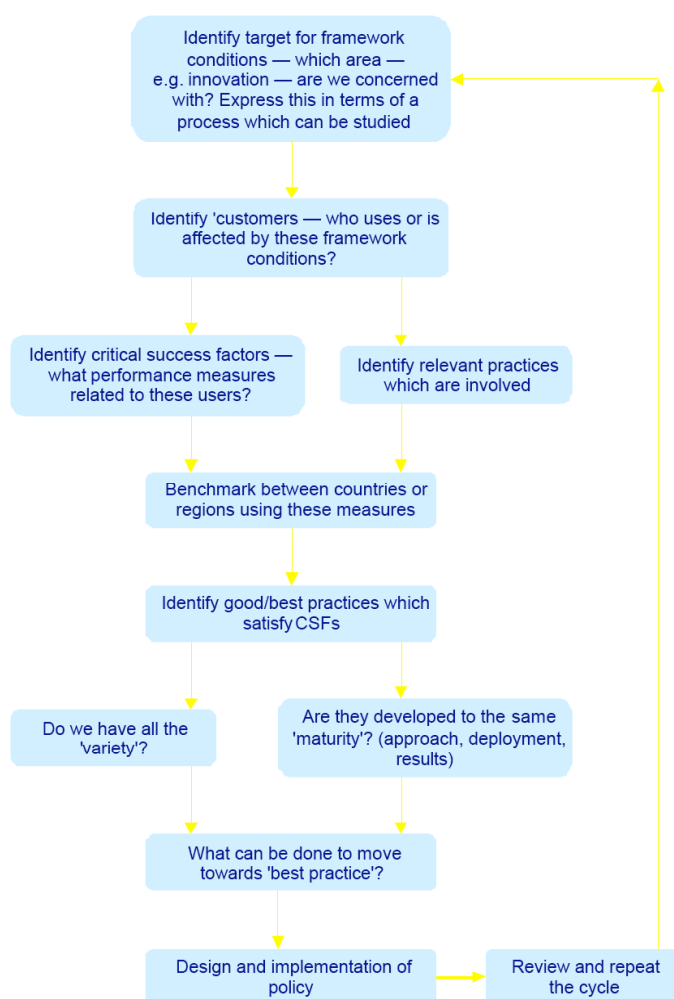 Identify target for framework
conditions — which area —
e.g. innovation — are we concerned
with? Express this in terms of a
process which can be studied
Identify 'customers — who uses or is
affected by these framework
conditions?
Identify critical success factors —
what performance measures
related to these users?
Identify relevant practices
which are involved
Benchmark between countries or
regions using these measures
Identify good/best practices which
satisfy CSFs
Do we have all the
'variety'?
Are they developed to the same
'maturity'? (approach, deployment,
results)
What can be done to move
towards 'best practice'?
Design and implementation of
policy
Review and repeat
the cycle